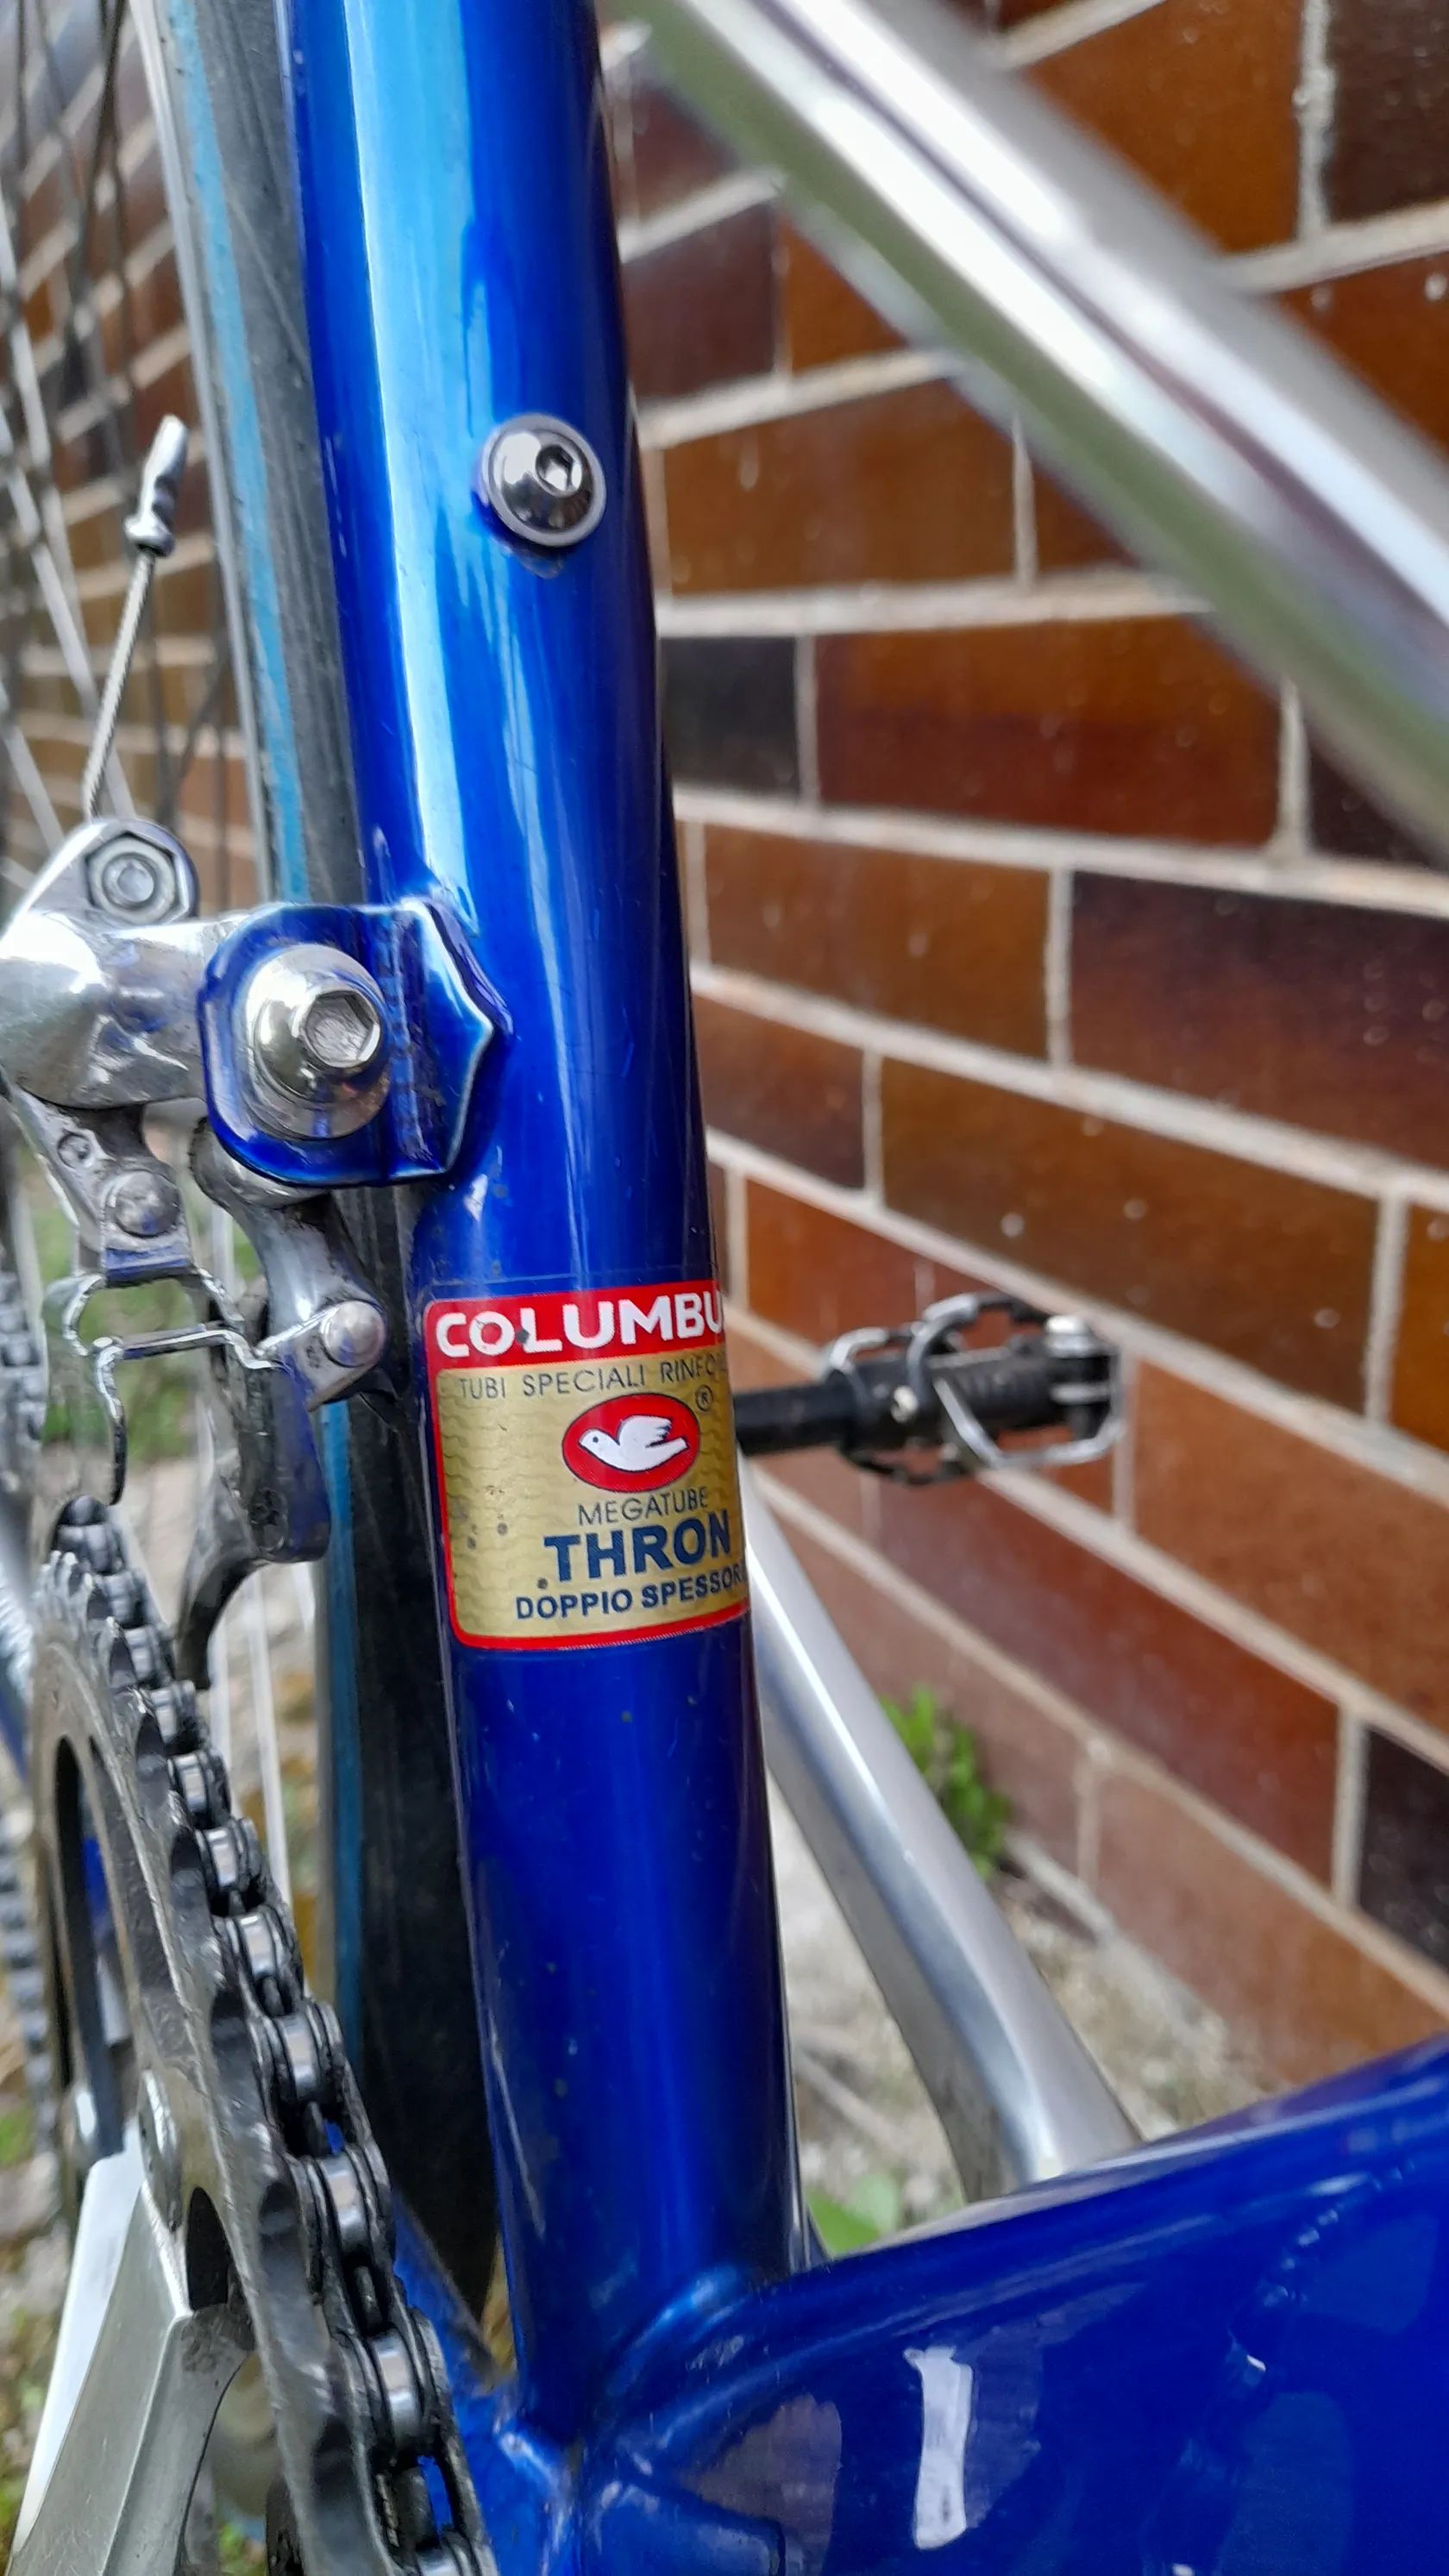 COLUMBU
TUBI SPECIALI RINFO
®
MEGATUBE
THRON
DOPPIO SPESSOR